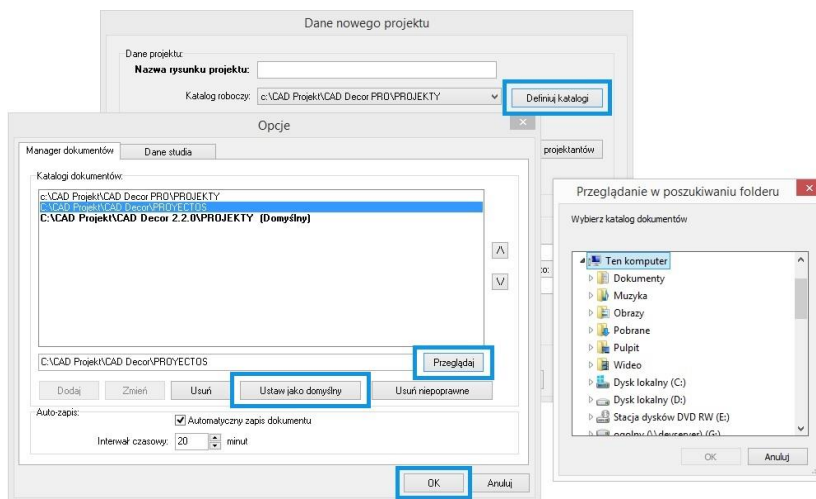 Dane nowego projektu
Dane projektu:
Nazwa rysunku projektu:
Katalog roboczy: c:\CAD Projekt\CAD Decor PRO\PROJEKTY
Definiuj katalogi
projektantów
Opcje
Manager dokumentów
Dane studia
Katalogi dokumentów:
c:\CAD Projekt\CAD Decor PRO\PROJEKTY
C:\CAD Projekt\CAD Decor\PROYECTOS
C:\CAD Projekt\CAD Decor 2.2.0\PROJEKTY (Domyślny)
/\
\/
C:\CAD Projekt\CAD Decor\PROYECTOS
Przeglądaj
Dodaj
Zmień
Usuń
Ustaw jako domyślny
Usuń niepoprawne
Auto-zapis:
Automatyczny zapis dokumentu
Interwał czasowy: 20 minut
OK
Anuluj
Przeglądanie w poszukiwaniu folderu
Wybierz katalog dokumentów
Ten komputer
Dokumenty
Muzyka
Obrazy
Pobrane
Pulpit
Wideo
Dysk lokalny (C:)
Dysk lokalny (D:)
Stacja dysków DVD RW (E:)
ogolny (\\devserver) (G:)
OK
Anuluj